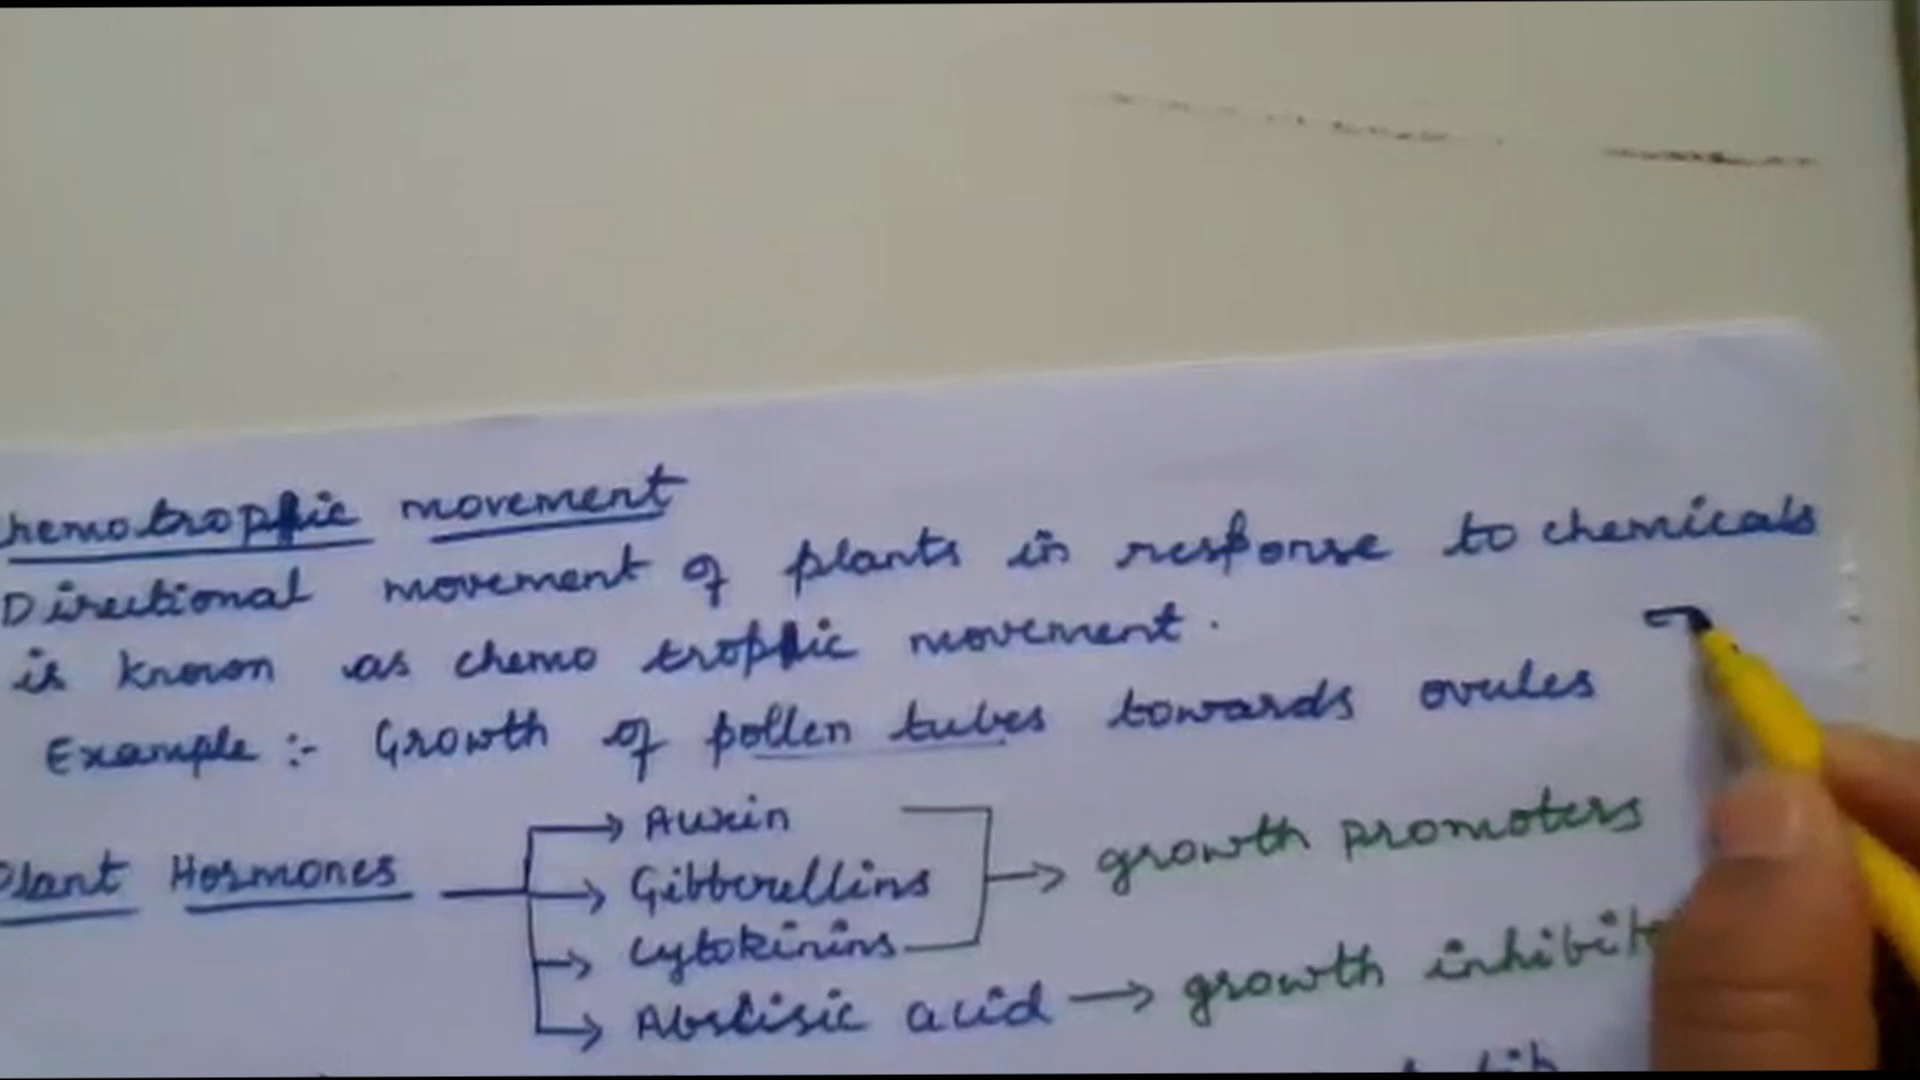 hemotrophic movement
Directional movement of plants in response to chemicals
is known as chemo trophic movement.
Example :- Growth of pollen tubes towards ovules
Plant Hormones → Auxin
→ Gibberellins → growth promoters
→ Cytokinins
→ Abscisic acid → growth inhibit